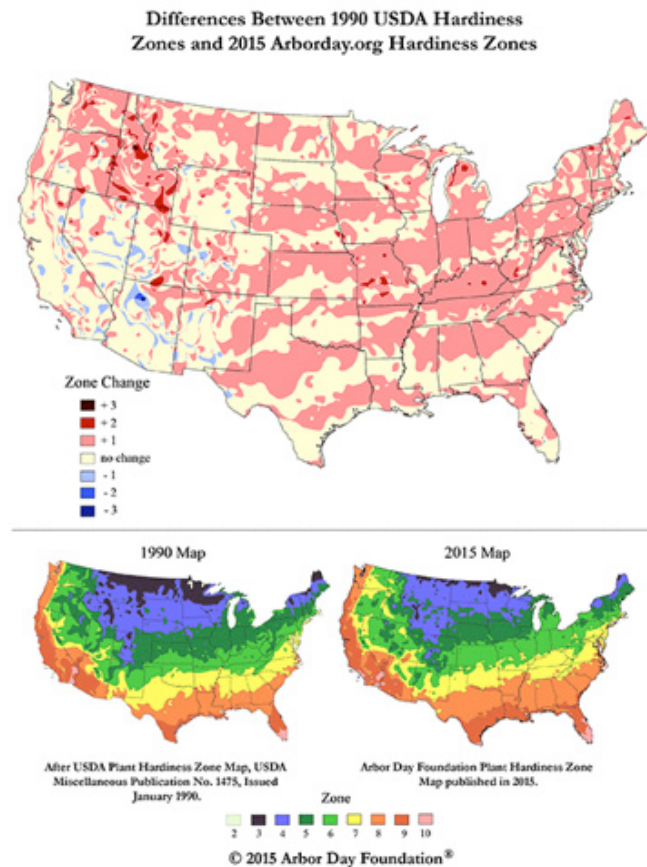 Differences Between 1990 USDA Hardiness
Zones and 2015 Arborday.org Hardiness Zones
Zone Change
+ 3
+ 2
+ 1
no change
- 1
- 2
- 3
1990 Map
2015 Map
After USDA Plant Hardiness Zone Map, USDA
Miscellaneous Publication No. 1475, Issued
January 1990.
Arbor Day Foundation Plant Hardiness Zone
Map published in 2015.
Zone
2 3 4 5 6 7 8 9 10
© 2015 Arbor Day Foundation®